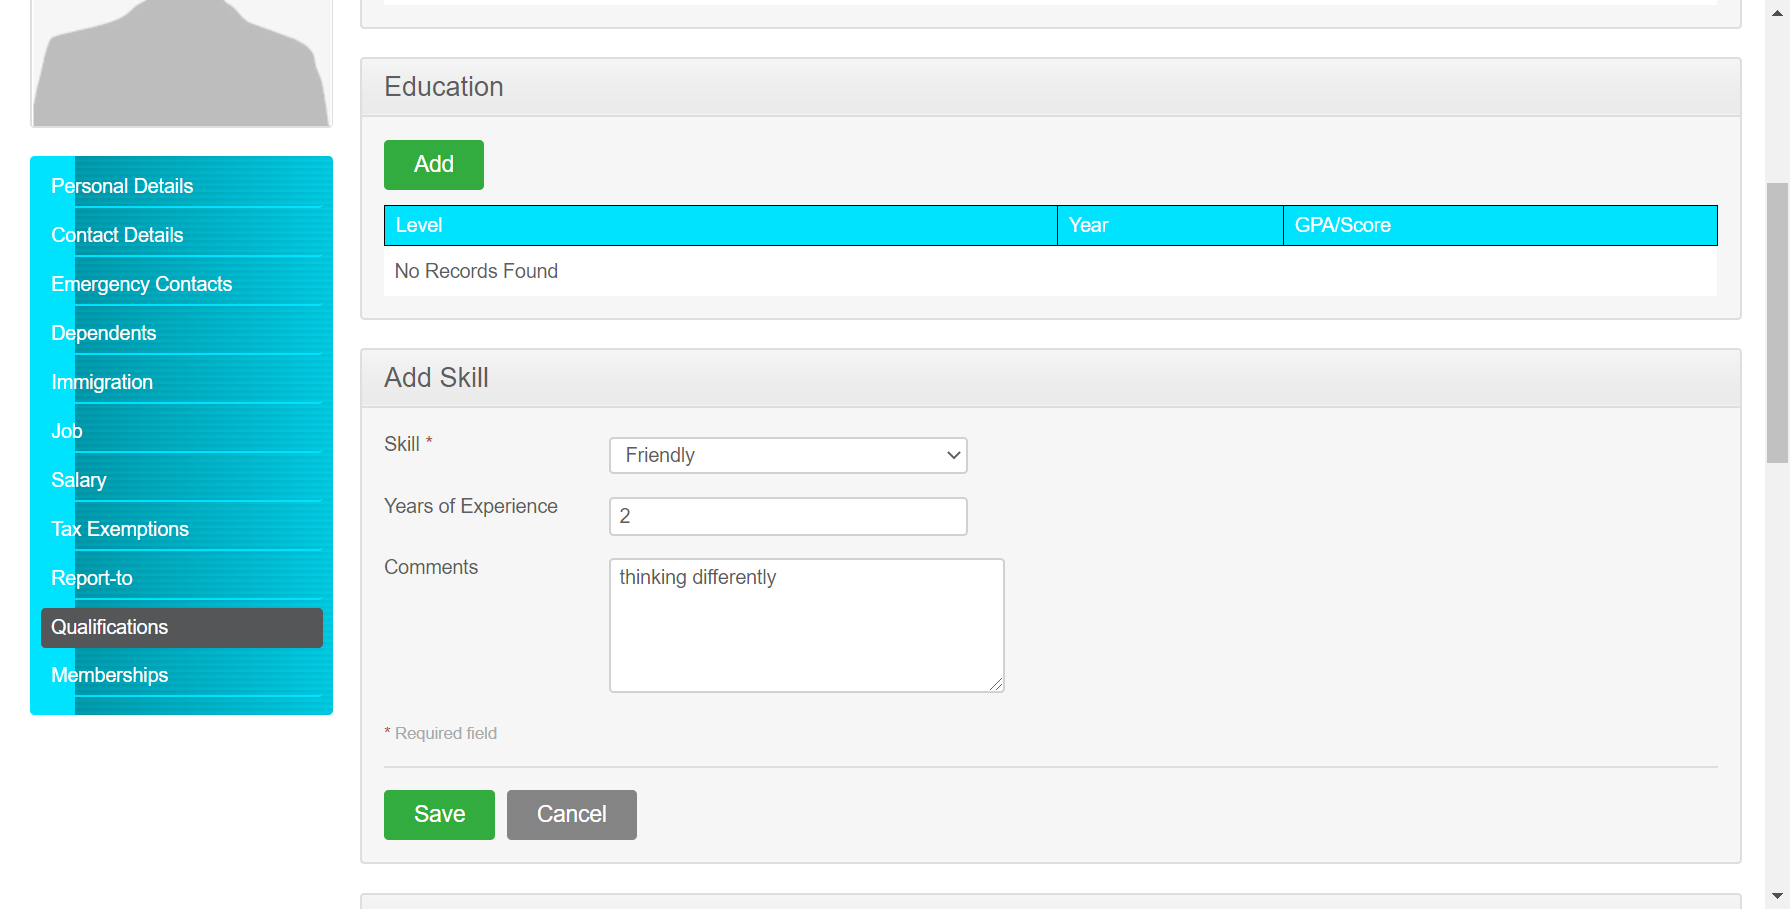 Personal Details
Contact Details
Emergency Contacts
Dependents
Immigration
Job
Salary
Tax Exemptions
Report-to
Qualifications
Memberships
Education
Add
Level Year GPA/Score
No Records Found
Add Skill
Skill *
Friendly
Years of Experience
2
Comments
thinking differently
* Required field
Save Cancel